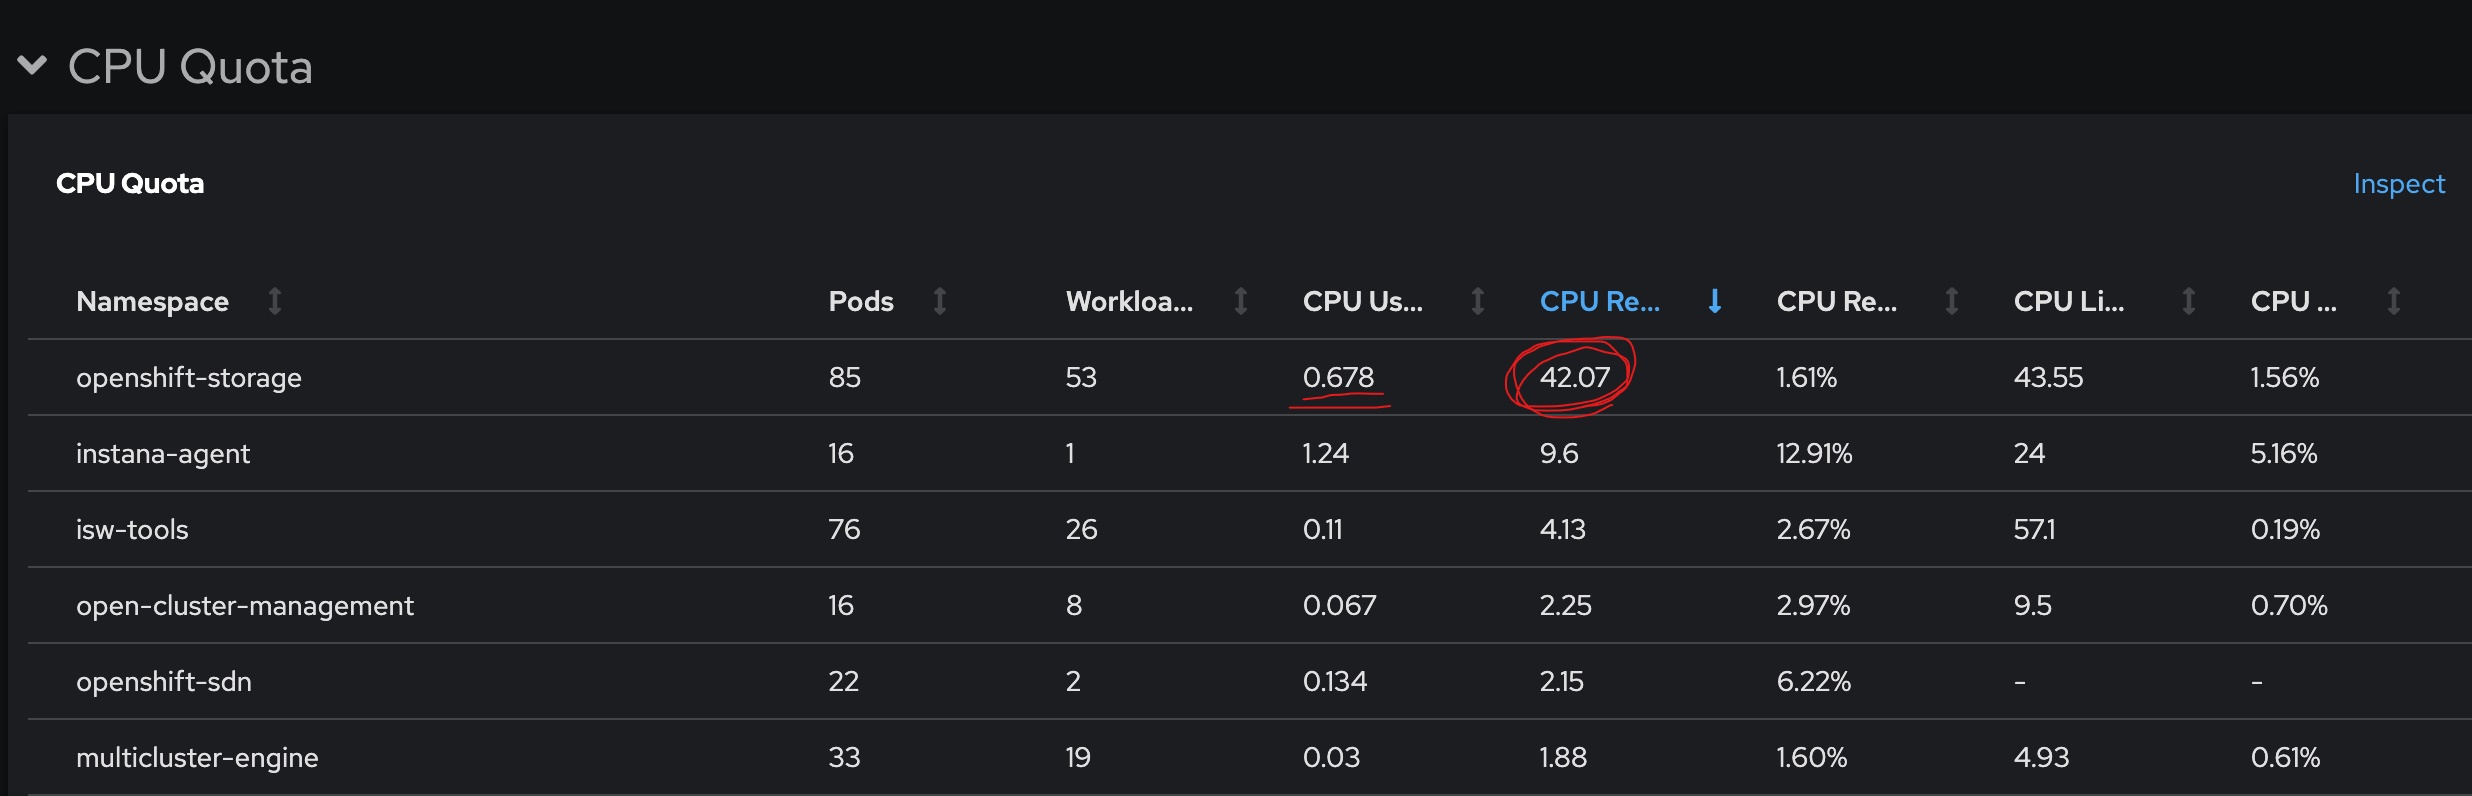 CPU Quota
CPU Quota
Inspect
Namespace Pods Workloa... CPU Us... CPU Re... CPU Re... CPU Li... CPU ...
openshift-storage 85 53 0.678 42.07 1.61% 43.55 1.56%
instana-agent 16 1 1.24 9.6 12.91% 24 5.16%
isw-tools 76 26 0.11 4.13 2.67% 57.1 0.19%
open-cluster-management 16 8 0.067 2.25 2.97% 9.5 0.70%
openshift-sdn 22 2 0.134 2.15 6.22% - -
multicluster-engine 33 19 0.03 1.88 1.60% 4.93 0.61%